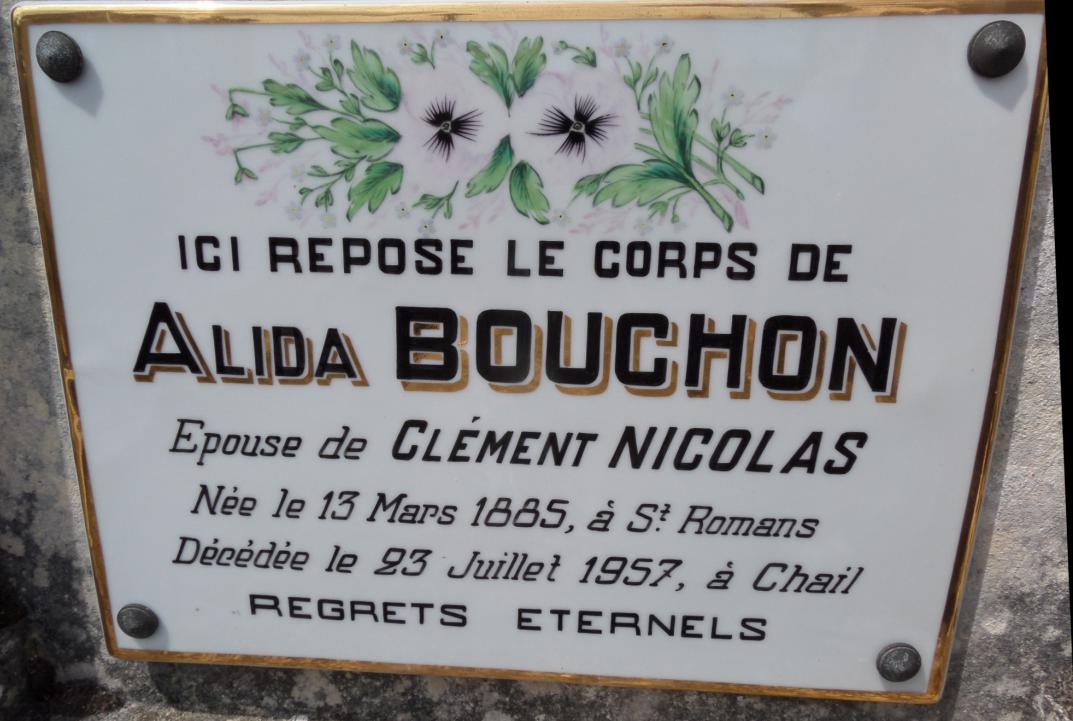 ICI REPOSE LE CORPS DE
ALIDA BOUCHON
Epouse de CLÉMENT NICOLAS
Née le 13 Mars 1885, à St Romans
Décédée le 23 Juillet 1957, à Chail
REGRETS ETERNELS